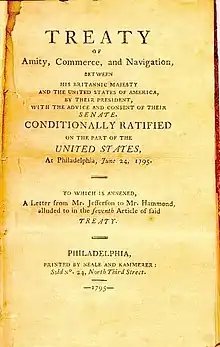 TREATY
OF
Amity, Commerce, and Navigation,
BETWEEN
HIS BRITANNIC MAJESTY
AND THE UNITED STATES OF AMERICA,
BY THEIR PRESIDENT,
WITH THE ADVICE AND CONSENT OF THEIR
SENATE.
CONDITIONALLY RATIFIED
ON THE PART OF THE
UNITED STATES,
At Philadelphia, June 24, 1795.
TO WHICH IS ANNEXED,
A Letter from Mr. Jefferson to Mr. Hammond,
alluded to in the seventh Article of said
TREATY.
PHILADELPHIA,
PRINTED BY NEALE AND KAMMERER:
Sold No. 24, North Third Street.
—1795—